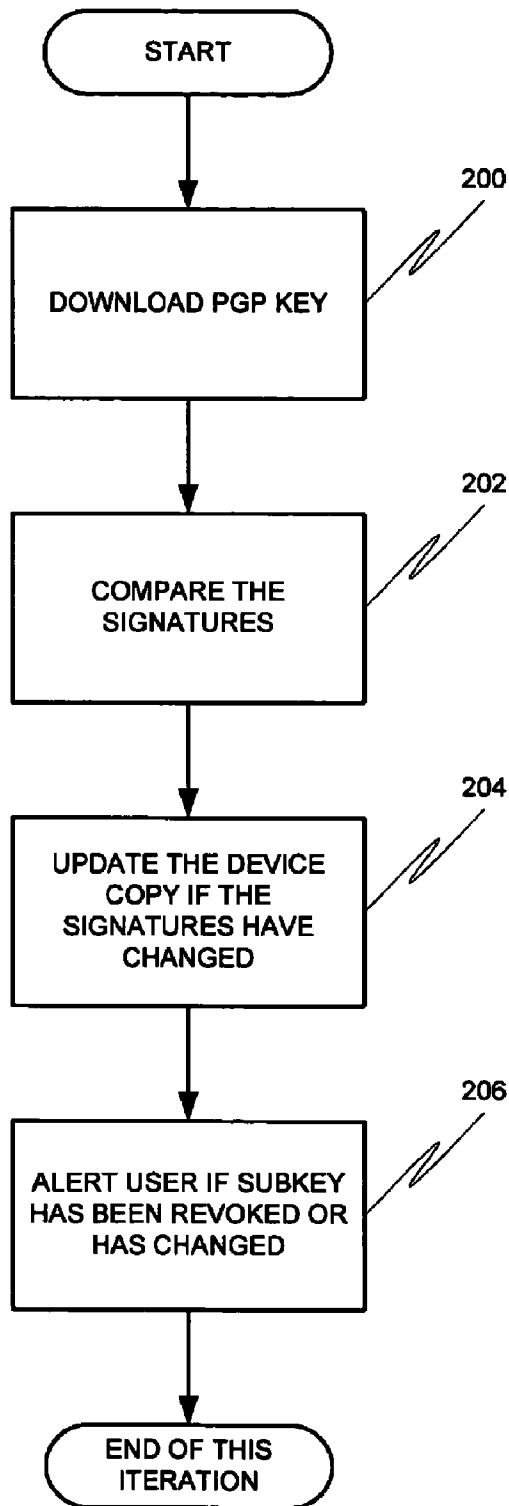 START
200
DOWNLOAD PGP KEY
202
COMPARE THE
SIGNATURES
204
UPDATE THE DEVICE
COPY IF THE
SIGNATURES HAVE
CHANGED
206
ALERT USER IF SUBKEY
HAS BEEN REVOKED OR
HAS CHANGED
END OF THIS
ITERATION